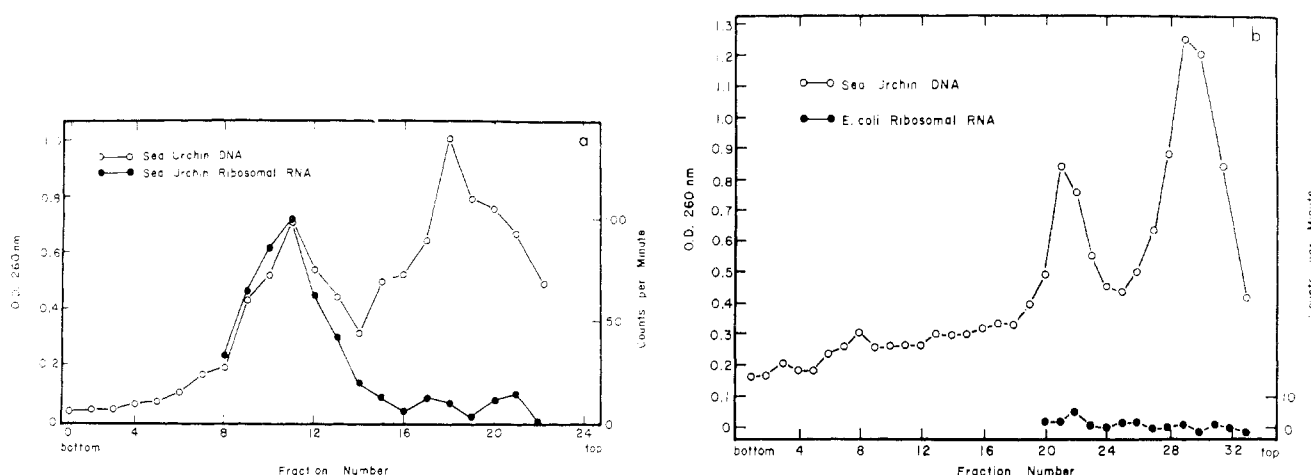 a
Sea Urchin DNA
Sea Urchin Ribosomal RNA
0.8
0.6
0.4
0.2
0
O.D. 260 nm
100
50
0
Counts per Minute
0 4 8 12 16 20 24
bottom top
Fraction Number
b
Sea Urchin DNA
E. coli Ribosomal RNA
1.3
1.2
1.1
1.0
0.9
0.8
0.7
0.6
0.5
0.4
0.3
0.2
0.1
0
O.D. 260 nm
10
0
per Minute
bottom 4 8 12 16 20 24 28 32 top
Fraction Number